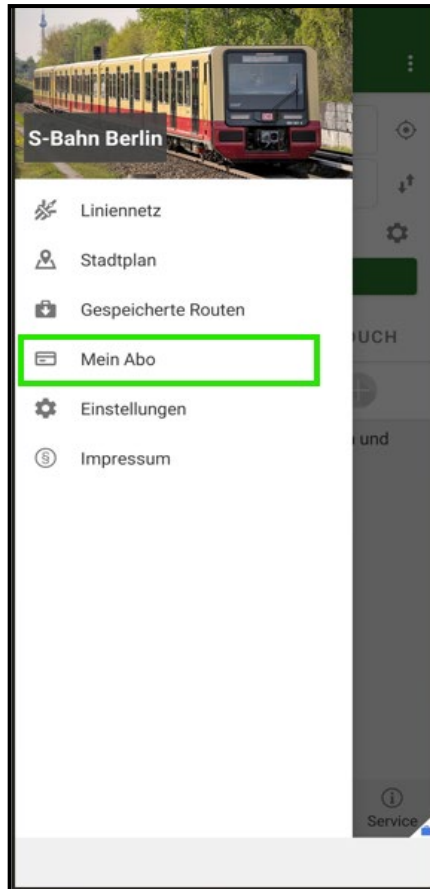 S-Bahn Berlin
Liniennetz
Stadtplan
Gespeicherte Routen
UCH
Mein Abo
Einstellungen
und
Impressum
Service